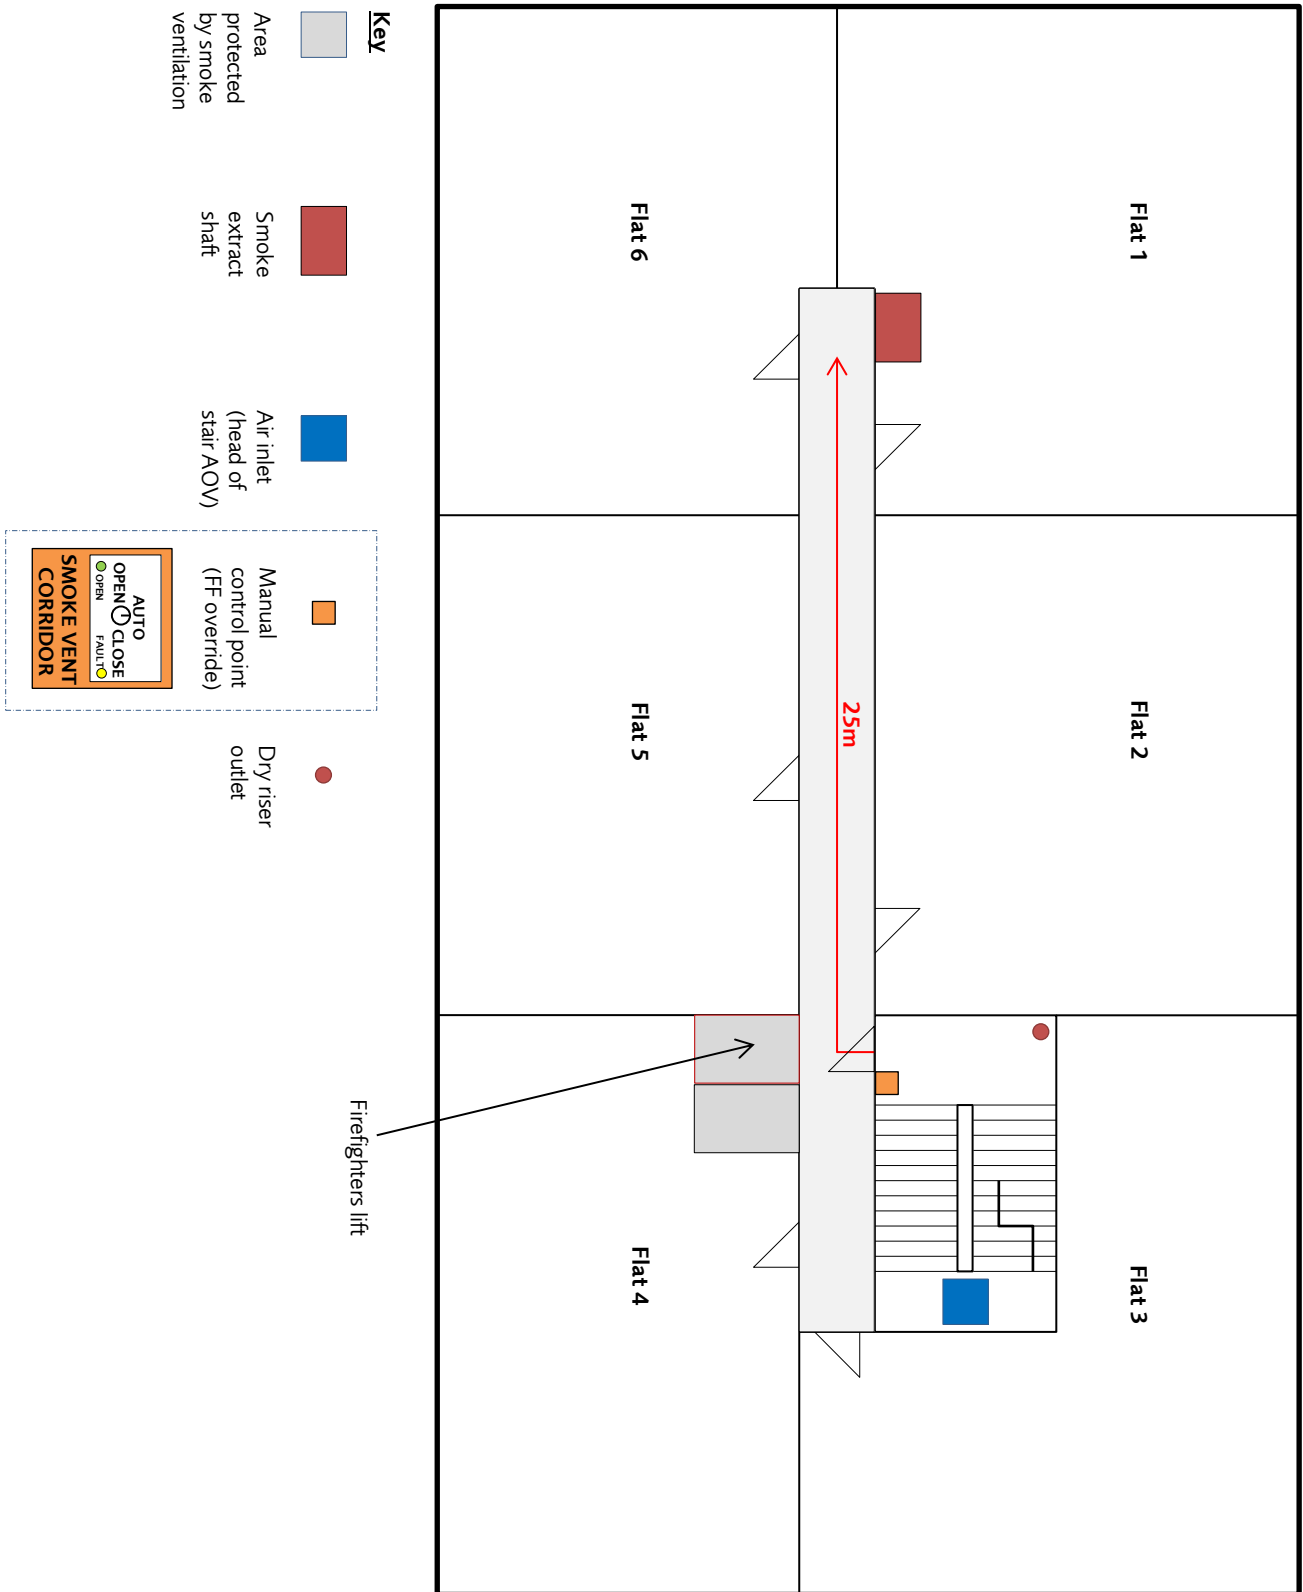 Flat 1
Flat 2
Flat 3
25m
Flat 6
Flat 5
Flat 4
Firefighters lift
Key
Area
protected
by smoke
ventilation
Smoke
extract
shaft
Air inlet
(head of
stair AOV)
Manual
control point
(FF override)
Dry riser
outlet
AUTO
OPEN CLOSE
OPEN FAULT
SMOKE VENT
CORRIDOR